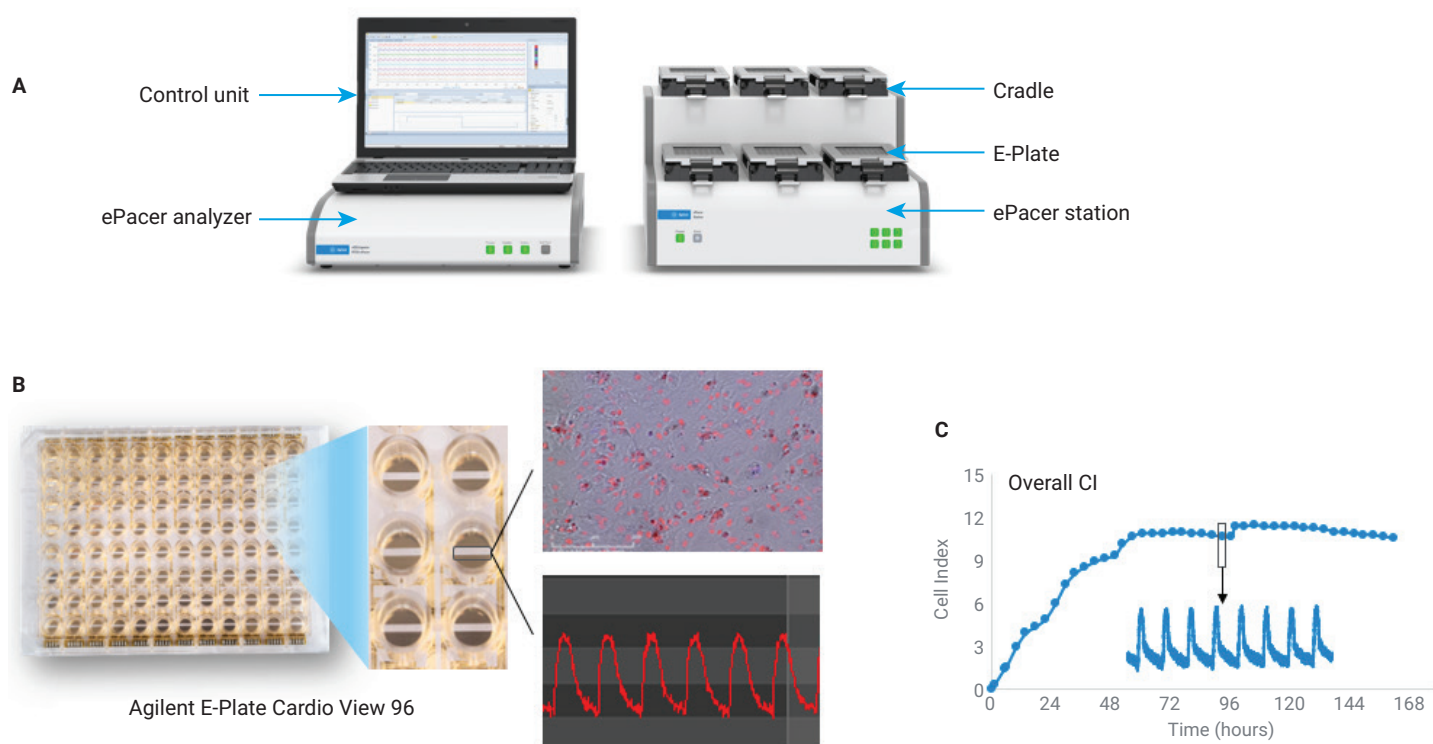 A
Control unit
ePacer analyzer
Cradle
E-Plate
ePacer station
B
Agilent E-Plate Cardio View 96
C
Overall CI
Cell Index
15
12
9
6
3
0
0 24 48 72 96 120 144 168
Time (hours)